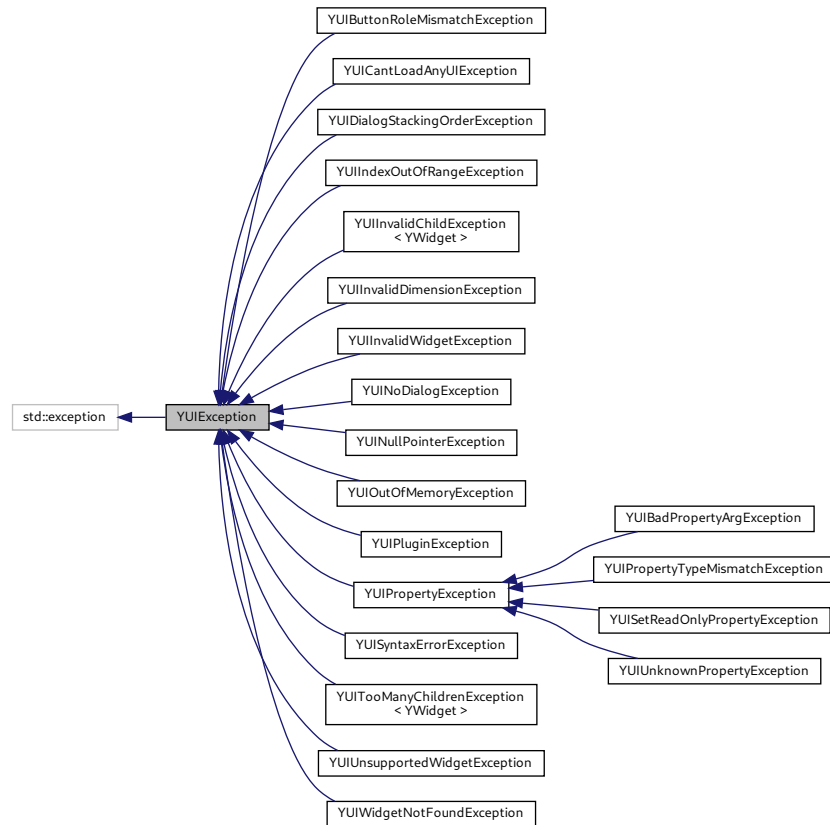 YUIButtonRoleMismatchException
YUICantLoadAnyUIException
YUIDialogStackingOrderException
YUIIndexOutOfRangeException
YUIInvalidChildException
< YWidget >
YUIInvalidDimensionException
YUIInvalidWidgetException
YUINoDialogException
std::exception
YUIException
YUINullPointerException
YUIOutOfMemoryException
YUIPluginException
YUIPropertyException
YUIBadPropertyArgException
YUIPropertyTypeMismatchException
YUISetReadOnlyPropertyException
YUIUnknownPropertyException
YUISyntaxErrorException
YUITooManyChildrenException
< YWidget >
YUIUnsupportedWidgetException
YUIWidgetNotFoundException